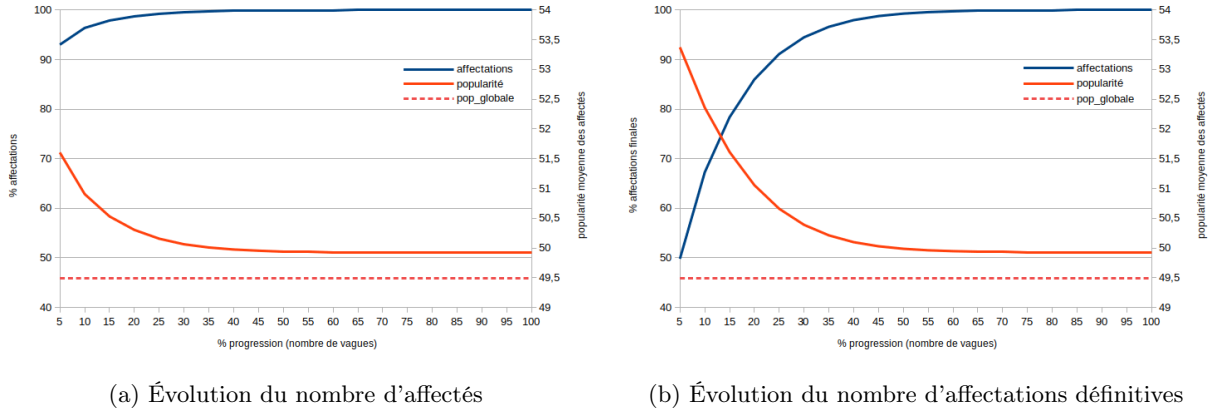 100
90
80
70
60
50
40
% affectations
54
53,5
53
52,5
52
51,5
51
50,5
50
49,5
49
popularité moyenne des affectés
affectations
popularité
pop_globale
5 10 15 20 25 30 35 40 45 50 55 60 65 70 75 80 85 90 95 100
% progression (nombre de vagues)
(a) Évolution du nombre d'affectés
100
90
80
70
60
50
40
% affectations finales
54
53,5
53
52,5
52
51,5
51
50,5
50
49,5
49
popularité moyenne des affectés
affectations
popularité
pop_globale
5 10 15 20 25 30 35 40 45 50 55 60 65 70 75 80 85 90 95 100
% progression (nombre de vagues)
(b) Évolution du nombre d'affectations définitives